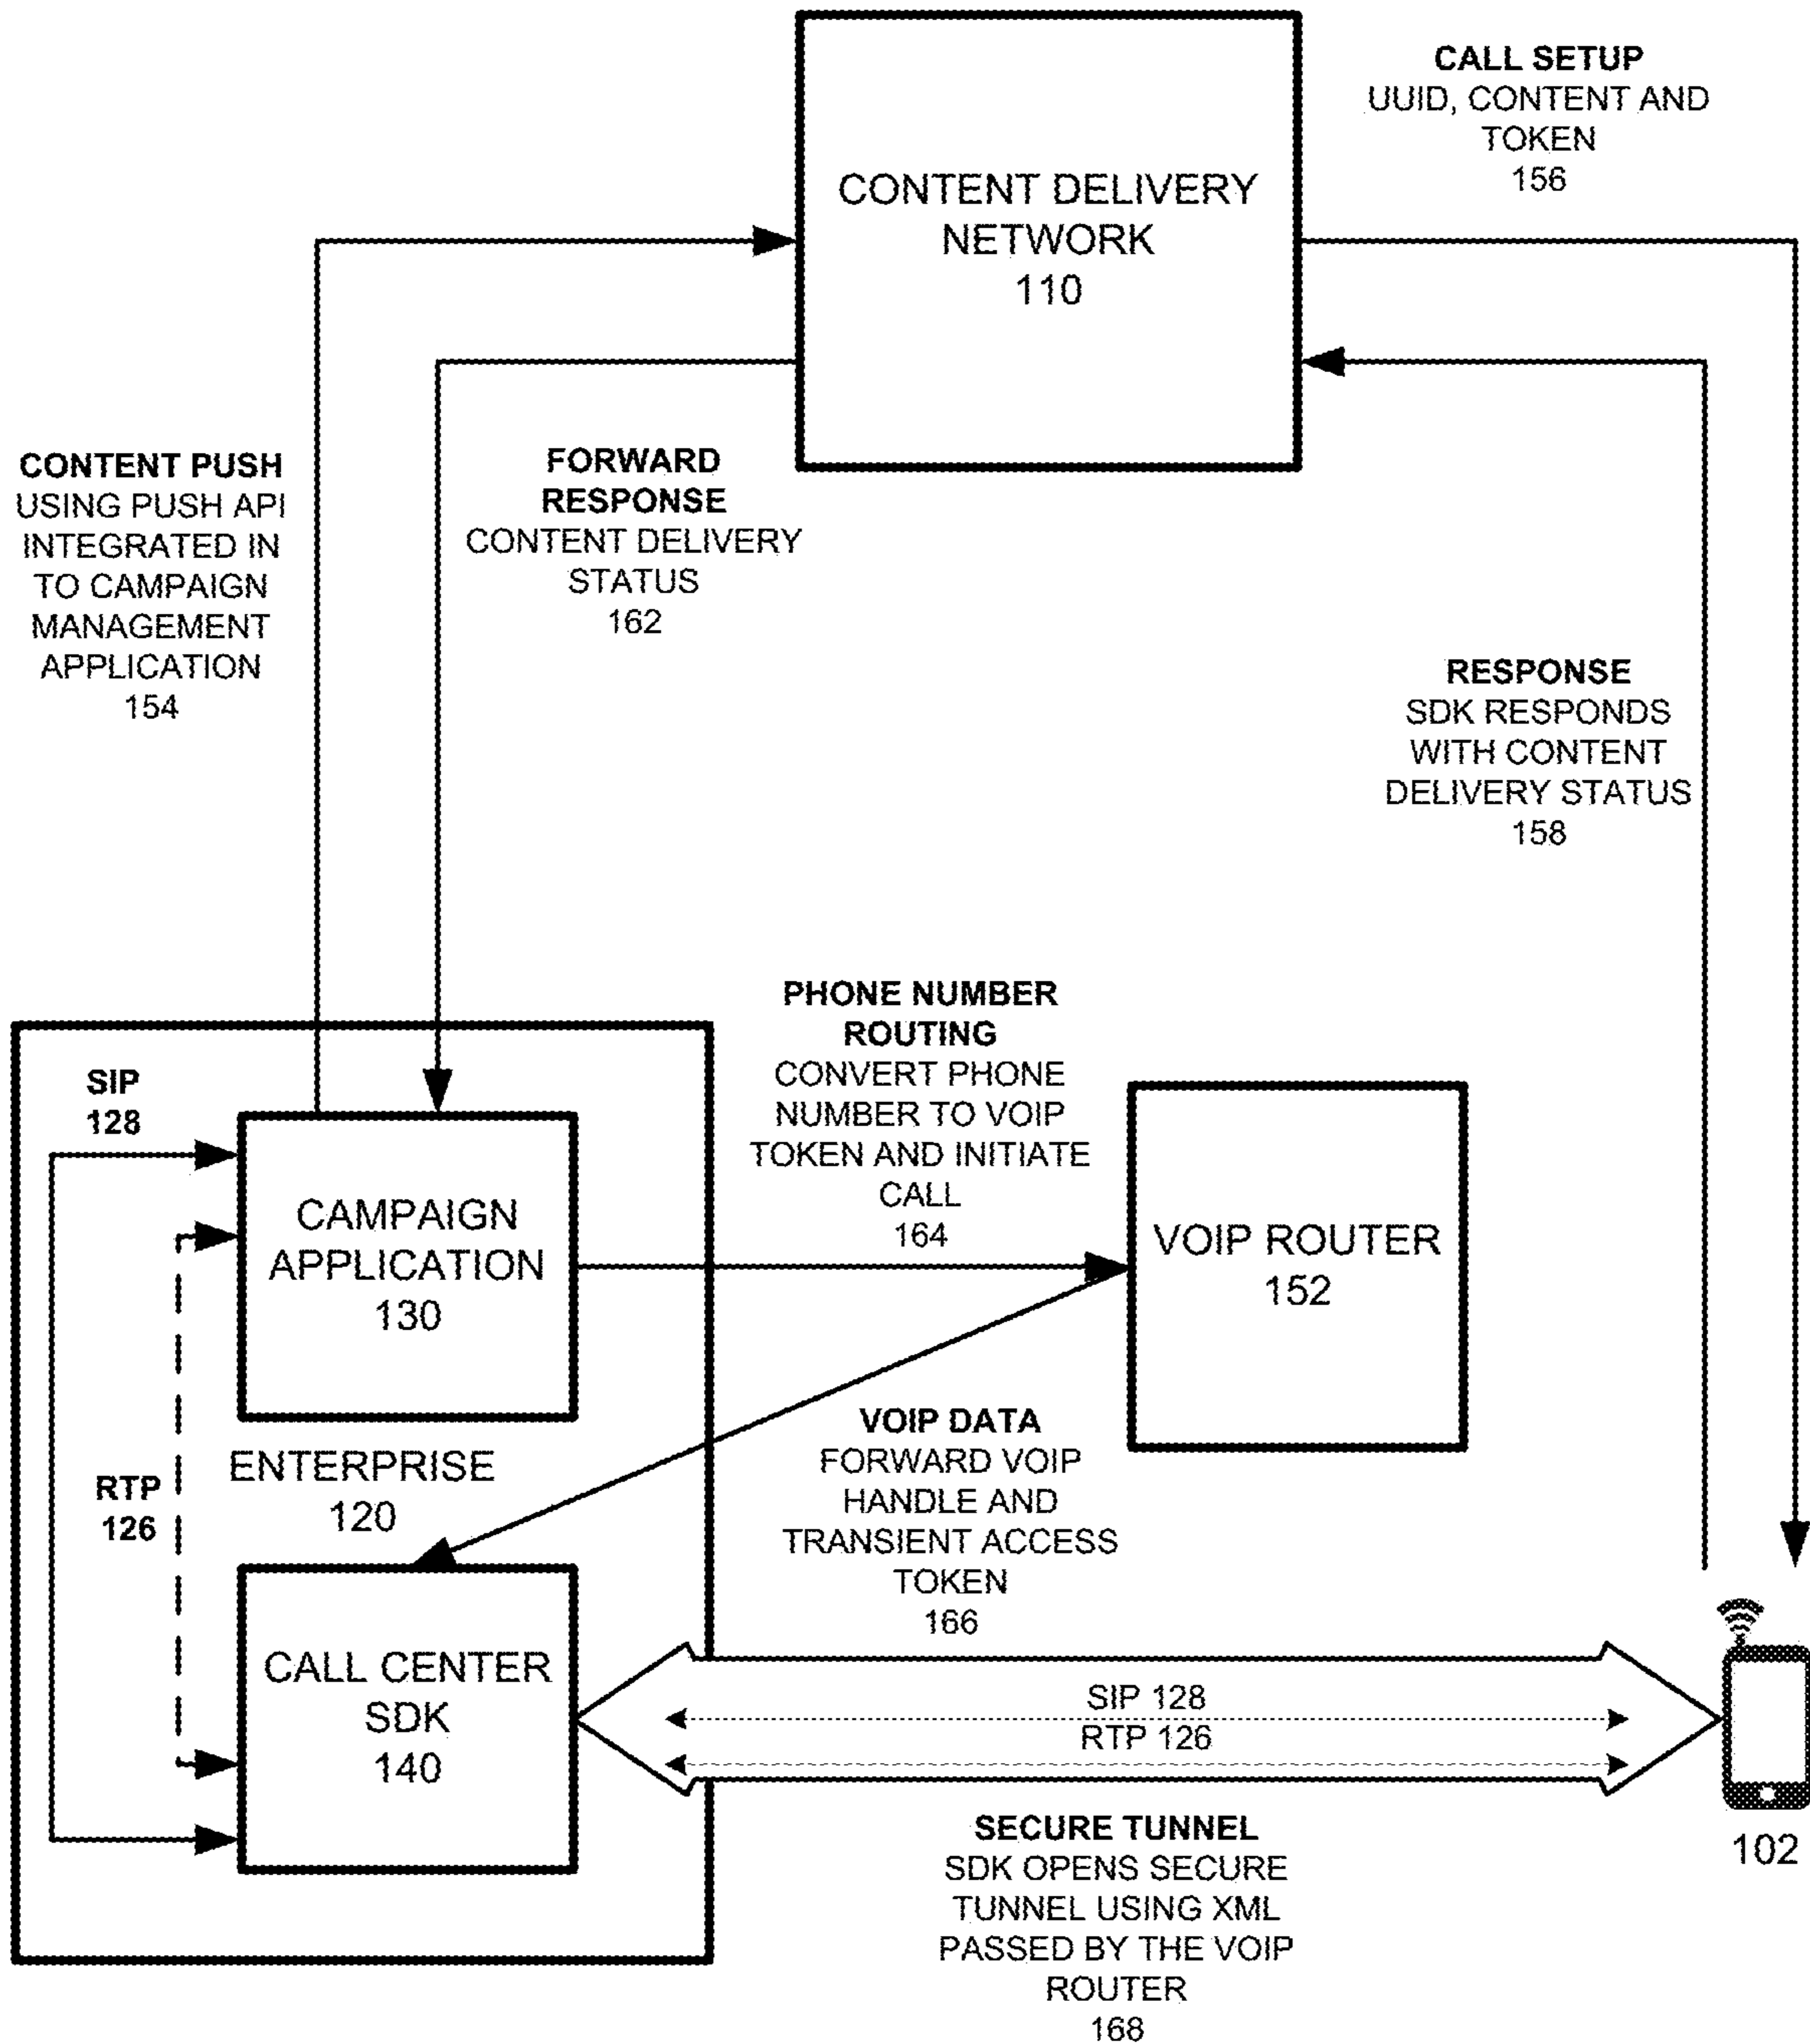 CALL SETUP
UUID, CONTENT AND
TOKEN
156
CONTENT DELIVERY
NETWORK
110
CONTENT PUSH
USING PUSH API
INTEGRATED IN
TO CAMPAIGN
MANAGEMENT
APPLICATION
154
FORWARD
RESPONSE
CONTENT DELIVERY
STATUS
162
RESPONSE
SDK RESPONDS
WITH CONTENT
DELIVERY STATUS
158
PHONE NUMBER
ROUTING
CONVERT PHONE
NUMBER TO VOIP
TOKEN AND INITIATE
CALL
164
SIP
128
CAMPAIGN
APPLICATION
130
VOIP ROUTER
152
RTP
126
ENTERPRISE
120
VOIP DATA
FORWARD VOIP
HANDLE AND
TRANSIENT ACCESS
TOKEN
166
CALL CENTER
SDK
140
SIP 128
RTP 126
102
SECURE TUNNEL
SDK OPENS SECURE
TUNNEL USING XML
PASSED BY THE VOIP
ROUTER
168